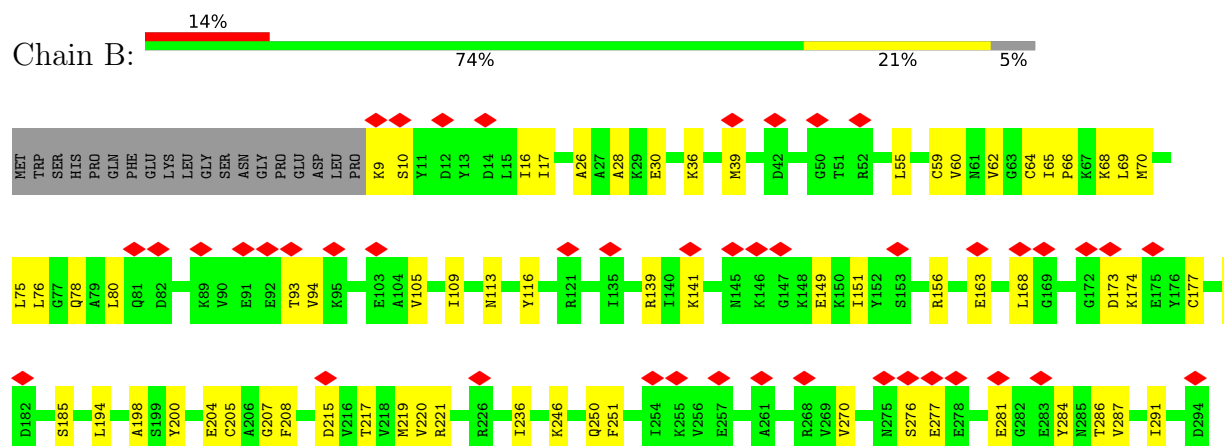 14%
Chain B:
74% 21% 5%
MET TRP SER HIS PRO GLN PHE GLU LYS LEU GLY SER ASN GLY PRO GLU ASP LEU PRO K9 S10 Y11 D12 Y13 D14 L15 I16 I17 A26 A27 A28 K29 E30 K36 M39 D42 G50 T51 R52 L55 C59 V60 N61 V62 G63 C64 I65 P66 K67 K68 L69 M70
L75 L76 G77 Q78 A79 L80 Q81 D82 K89 V90 E91 E92 T93 V94 K95 E103 A104 V105 I109 N113 Y116 R121 I135 R139 I140 K141 N145 K146 G147 K148 E149 K150 I151 Y152 S153 R156 E163 L168 G169 G172 D173 K174 E175 Y176 C177
D182 S185 L194 A198 S199 Y200 E204 C205 A206 G207 F208 D215 V216 T217 V218 M219 V220 R221 R226 I236 K246 Q250 F251 I254 K255 V256 E257 A261 R268 V269 V270 N275 S276 E277 E278 E281 G282 E283 Y284 N285 T286 V287 I291 D294